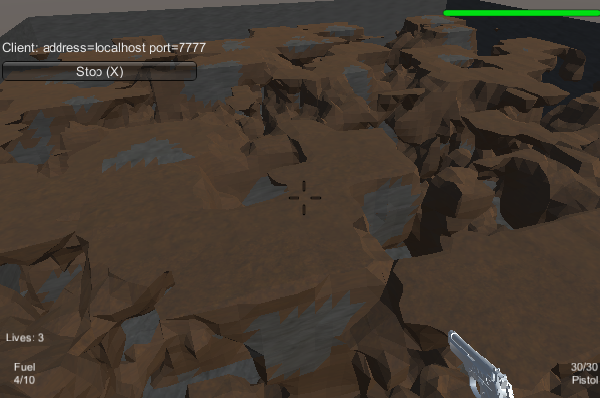 Client: address=localhost port=7777
Stop (X)
Lives: 3
Fuel
4/10
30/30
Pistol